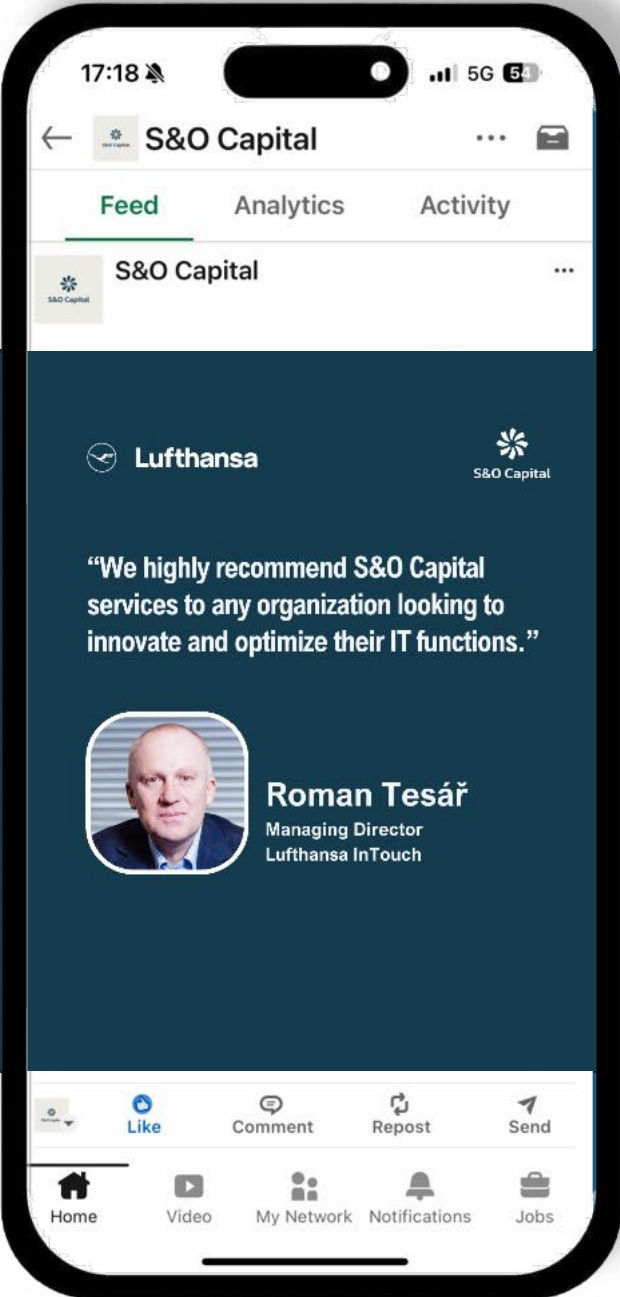 17:18
5G 54
S&O Capital
Feed Analytics Activity
S&O Capital
S&O Capital
Lufthansa
S&O Capital
“We highly recommend S&O Capital
services to any organization looking to
innovate and optimize their IT functions.”
Roman Tesář
Managing Director
Lufthansa InTouch
Like Comment Repost Send
Home Video My Network Notifications Jobs